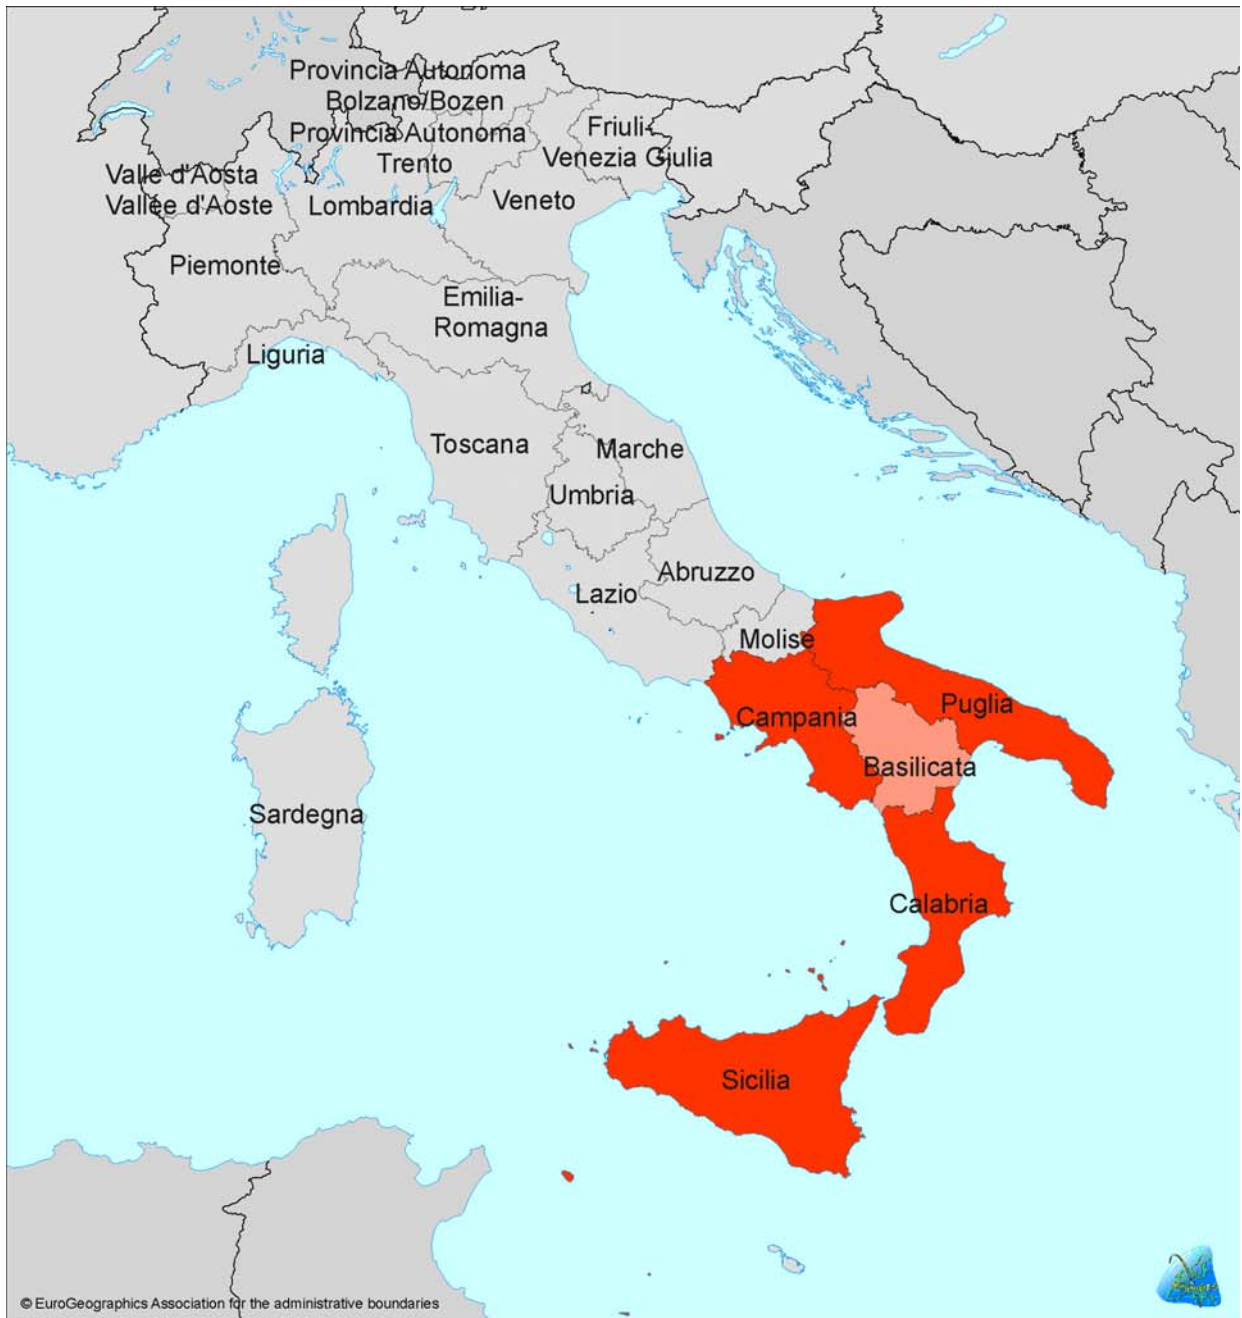 Provincia Autonoma
Bolzano/Bozen
Provincia Autonoma
Trento
Friuli-
Venezia Giulia
Valle d'Aosta
Vallée d'Aoste
Lombardia
Veneto
Piemonte
Emilia-
Romagna
Liguria
Toscana
Marche
Umbria
Abruzzo
Lazio
Molise
Puglia
Campania
Basilicata
Sardegna
Calabria
Sicilia
© EuroGeographics Association for the administrative boundaries